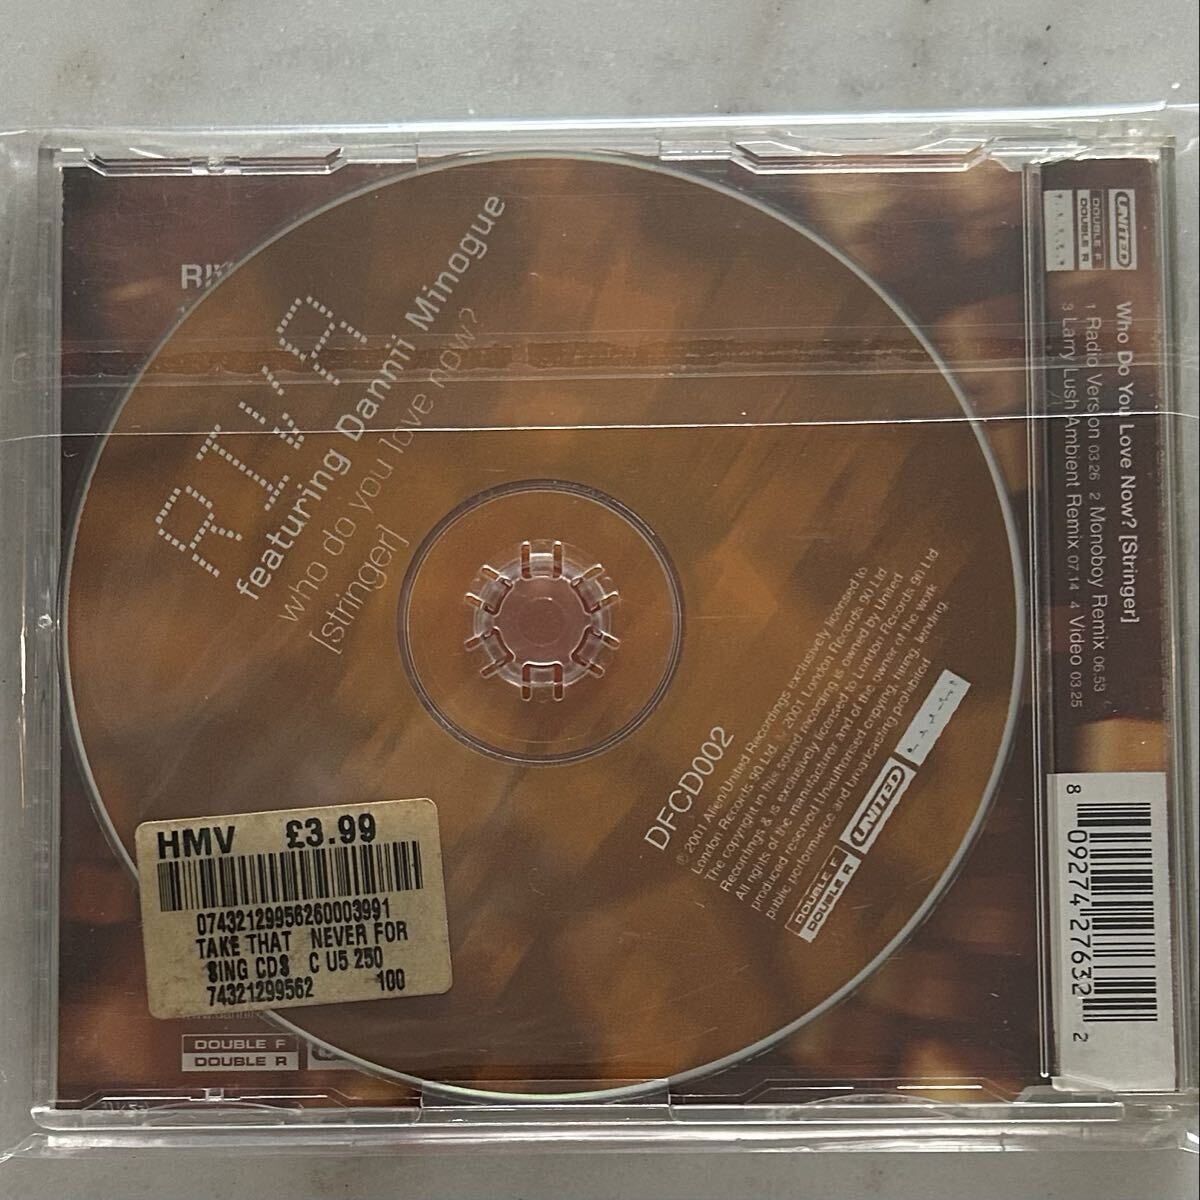 RIVA
featuring Dannii Minogue
who do you love now?
[stringer]
DFCD002
℗ 2001 Alien/United Recordings exclusively licensed to
London Records 90 Ltd. © 2001 London Records 90 Ltd
The copyright in this sound recording is owned by United
Recordings & is exclusively licensed to London Records 90 Ltd
All rights of the manufacturer and of the owner of the work
produced reserved Unauthorised copying, hiring, lending,
public performance and broadcasting prohibited
DOUBLE F
DOUBLE R
UNITED
HMV £3.99
07432129956260003991
TAKE THAT NEVER FOR
SING CDS C U5 250
74321299562 100
DOUBLE F
DOUBLE R
UNITED
DOUBLE F
DOUBLE R
Who Do You Love Now? [Stringer]
1 Radio Version 03.26 2 Monoboy Remix 06.53
3 Larry Lush Ambient Remix 07.14 4 Video 03.25
8 09274 27632 2